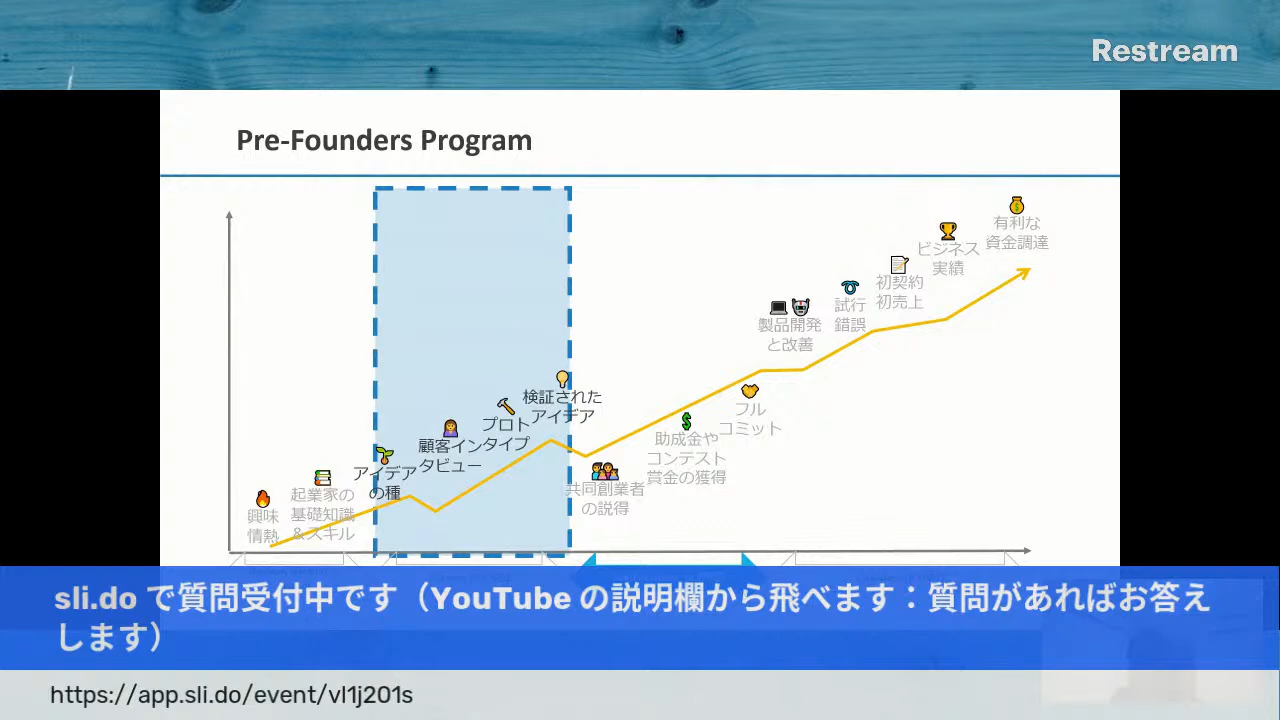 Restream
Pre-Founders Program
有利な
資金調達
ビジネス
実績
初契約
初売上
試行
錯誤
製品開発
と改善
検証された
アイデア
プロト
タイプ
顧客イン
タビュー
フル
コミット
助成金や
コンテスト
賞金の獲得
アイデア
の種
共同創業者
の説得
起業家の
基礎知識
&スキル
興味
情熱
sli.do で質問受付中です（YouTube の説明欄から飛べます：質問があればお答え
します）
https://app.sli.do/event/vl1j201s